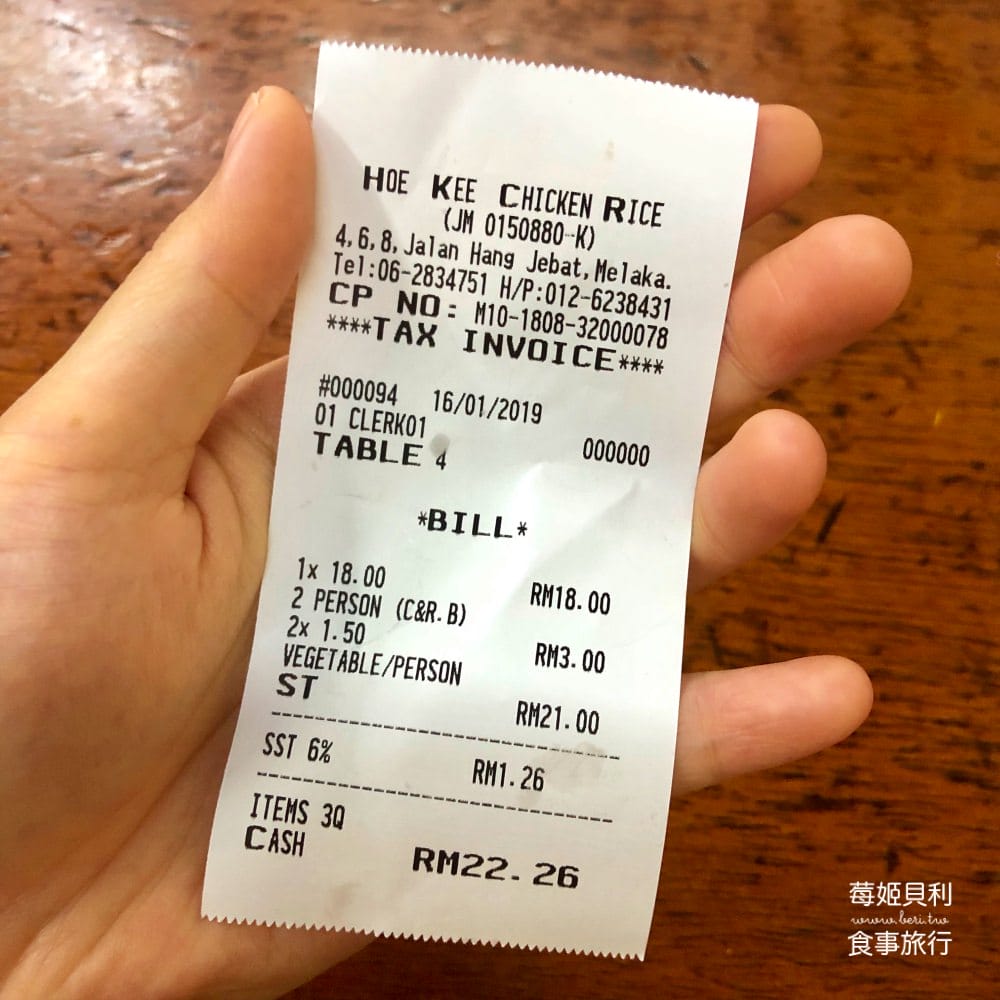 HOE KEE CHICKEN RICE
(JM 0150880-K)
4,6,8,Jalan Hang Jebat,Melaka.
Tel:06-2834751 H/P:012-6238431
CP NO: M10-1808-32000078
****TAX INVOICE****
#000094 16/01/2019
01 CLERK01 000000
TABLE 4
*BILL*
1x 18.00
2 PERSON (C&R.B) RM18.00
2x 1.50
VEGETABLE/PERSON RM3.00
ST RM21.00
SST 6% RM1.26
ITEMS 3Q
CASH RM22.26
莓姬貝利
www.beri.tw
食事旅行